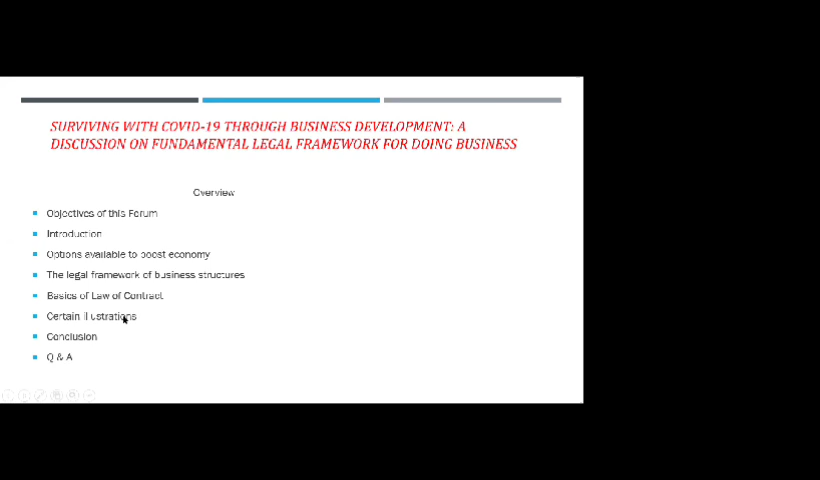 SURVIVING WITH COVID-19 THROUGH BUSINESS DEVELOPMENT: A
DISCUSSION ON FUNDAMENTAL LEGAL FRAMEWORK FOR DOING BUSINESS
Overview
Objectives of this Forum
Introduction
Options available to boost economy
The legal framework of business structures
Basics of Law of Contract
Certain Illustrations
Conclusion
Q & A